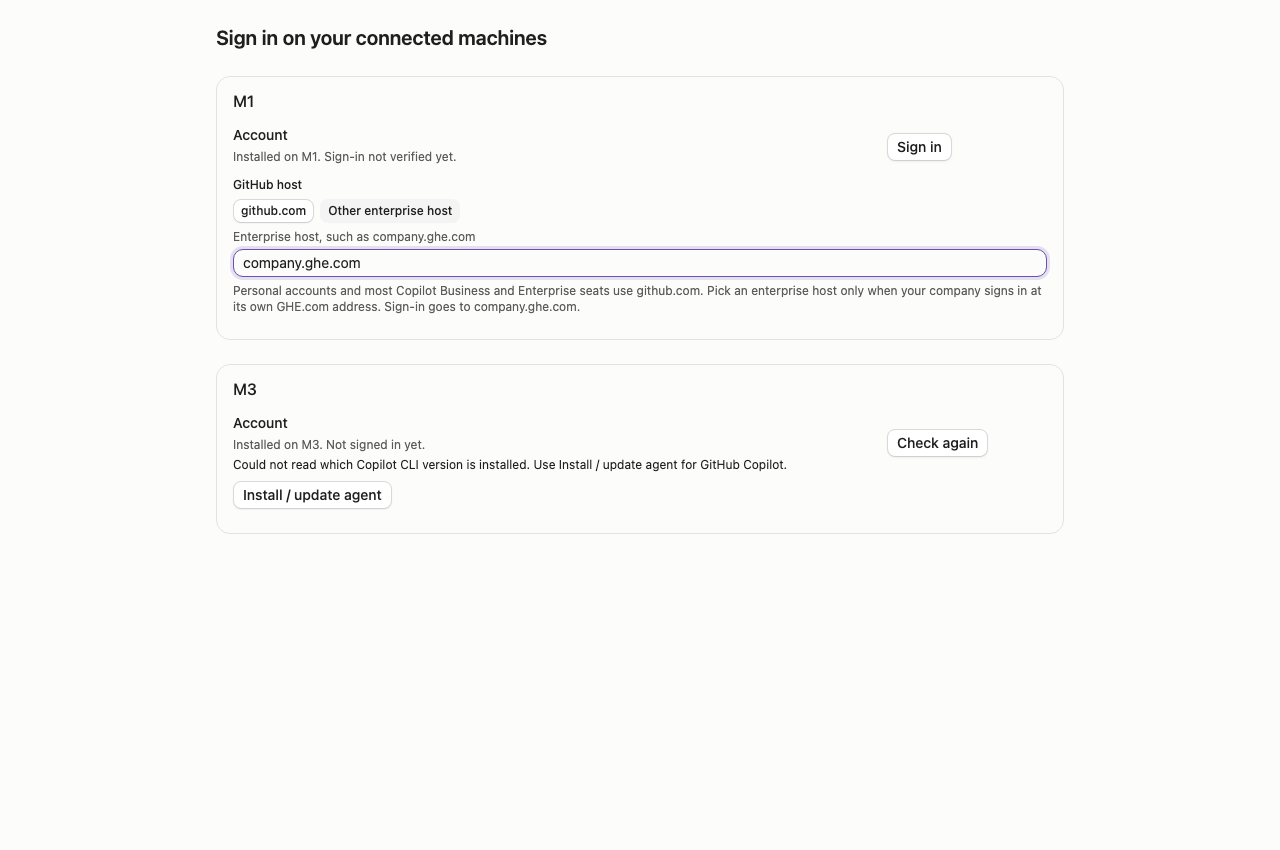 Sign in on your connected machines
M1
Account
Installed on M1. Sign-in not verified yet.
Sign in
GitHub host
github.com
Other enterprise host
Enterprise host, such as company.ghe.com
company.ghe.com
Personal accounts and most Copilot Business and Enterprise seats use github.com. Pick an enterprise host only when your company signs in at
its own GHE.com address. Sign-in goes to company.ghe.com.
M3
Account
Installed on M3. Not signed in yet.
Check again
Could not read which Copilot CLI version is installed. Use Install / update agent for GitHub Copilot.
Install / update agent